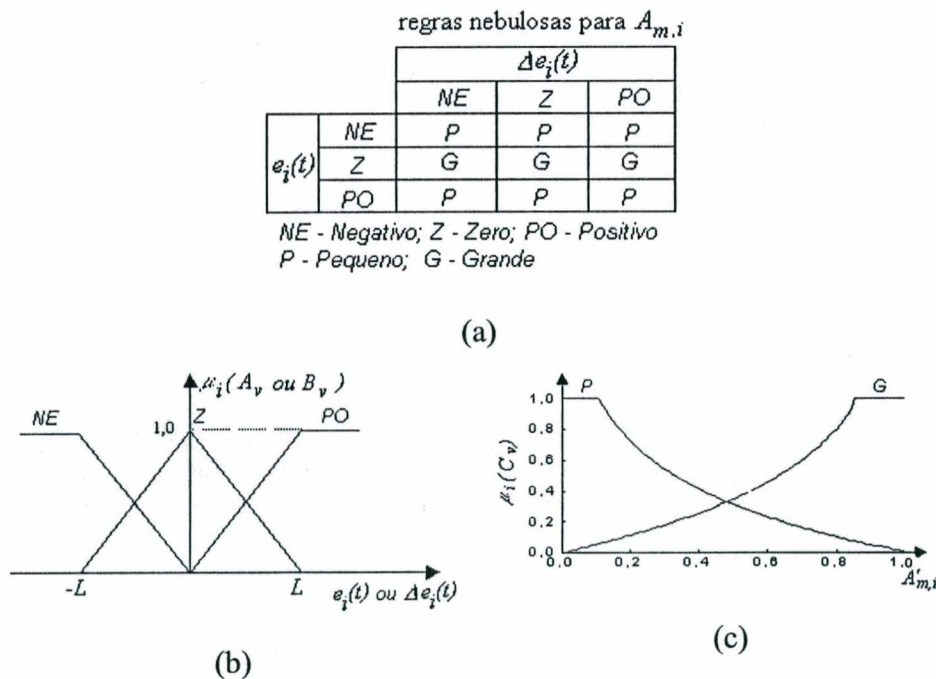 regras nebulosas para A_{m,i}
Δe_i(t)
NE Z PO
NE P P P
e_i(t) Z G G G
PO P P P
NE - Negativo; Z - Zero; PO - Positivo
P - Pequeno; G - Grande
(a)
μ_i(A_v ou B_v)
NE Z PO
1,0
-L L
e_i(t) ou Δe_i(t)
(b)
P G
1.0
0.8
0.6
0.4
0.2
0.0
μ_i(C_v)
0.0 0.2 0.4 0.6 0.8 1.0
A'_{m,i}
(c)